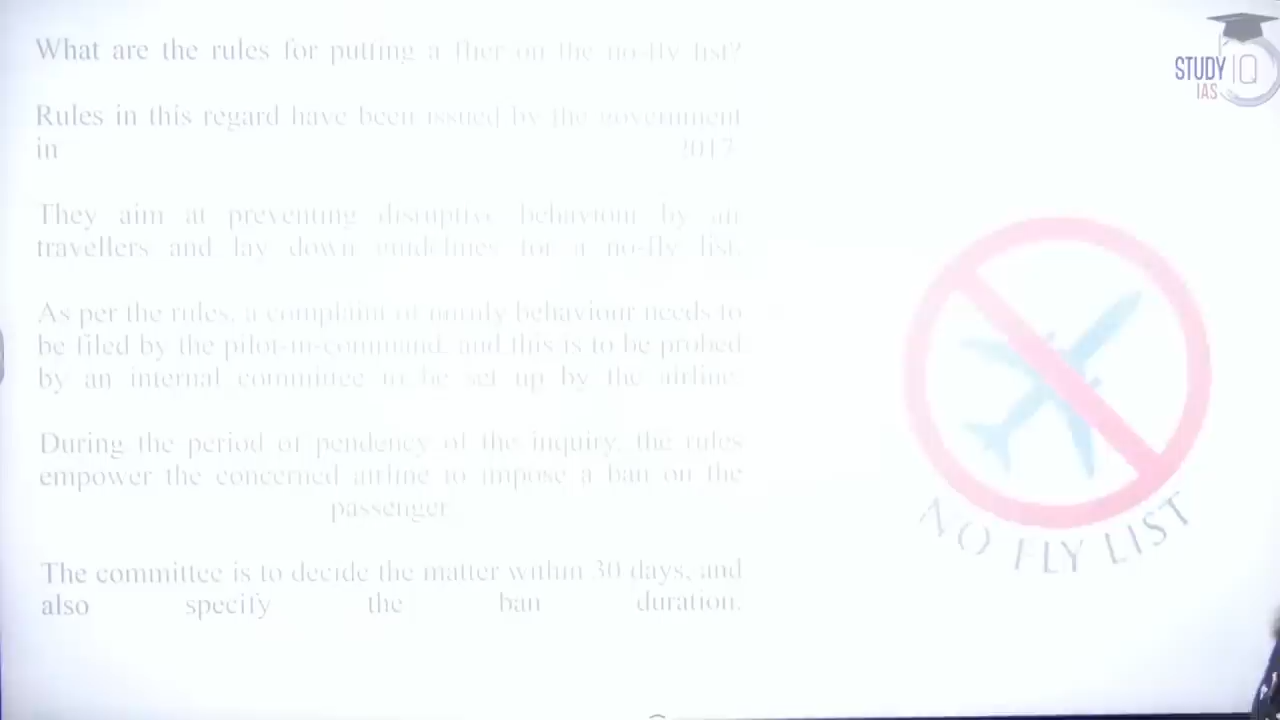 What are the rules for putting a flier on the no-fly list?
Rules in this regard have been issued by the government
in 2017.
They aim at preventing disruptive behaviour by air
travellers and lay down guidelines for a no-fly list.
As per the rules, a complaint of unruly behaviour needs to
be filed by the pilot-in-command, and this is to be probed
by an internal committee to be set up by the airline.
During the period of pendency of the inquiry, the rules
empower the concerned airline to impose a ban on the
passenger
The committee is to decide the matter within 30 days, and
also specify the ban duration.
STUDY IQ
IAS
NO FLY LIST